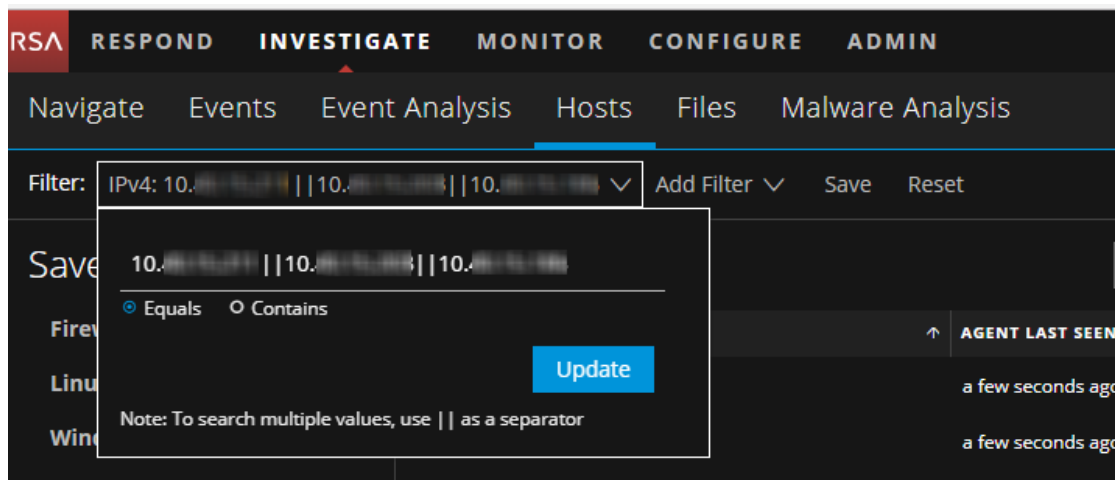 RSA RESPOND INVESTIGATE MONITOR CONFIGURE ADMIN
Navigate Events Event Analysis Hosts Files Malware Analysis
Filter: IPv4: 10. ||10. ||10. Add Filter Save Reset
Save
10. ||10. ||10.
Equals Contains
AGENT LAST SEEN
Update
Linu
a few seconds ago
Note: To search multiple values, use || as a separator
Wind
a few seconds ago